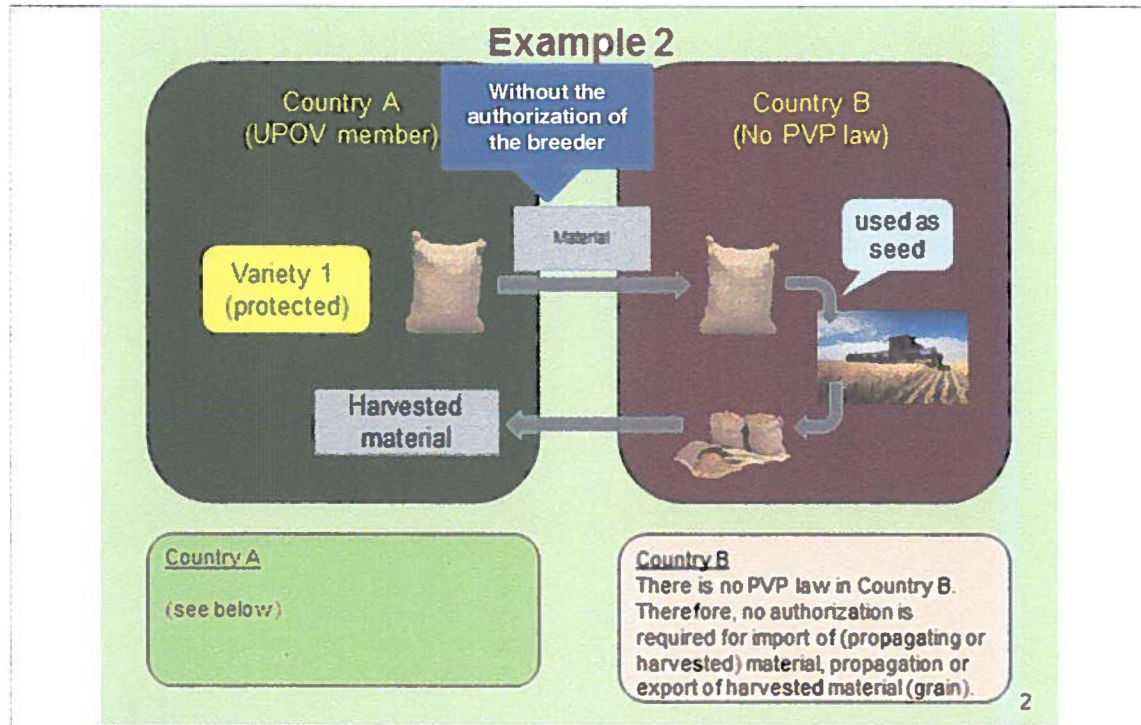 Example 2
Country A
(UPOV member)
Without the
authorization of
the breeder
Country B
(No PVP law)
Material
used as
seed
Variety 1
(protected)
Harvested
material
Country A
(see below)
Country B
There is no PVP law in Country B.
Therefore, no authorization is
required for import of (propagating or
harvested) material, propagation or
export of harvested material (grain).
2